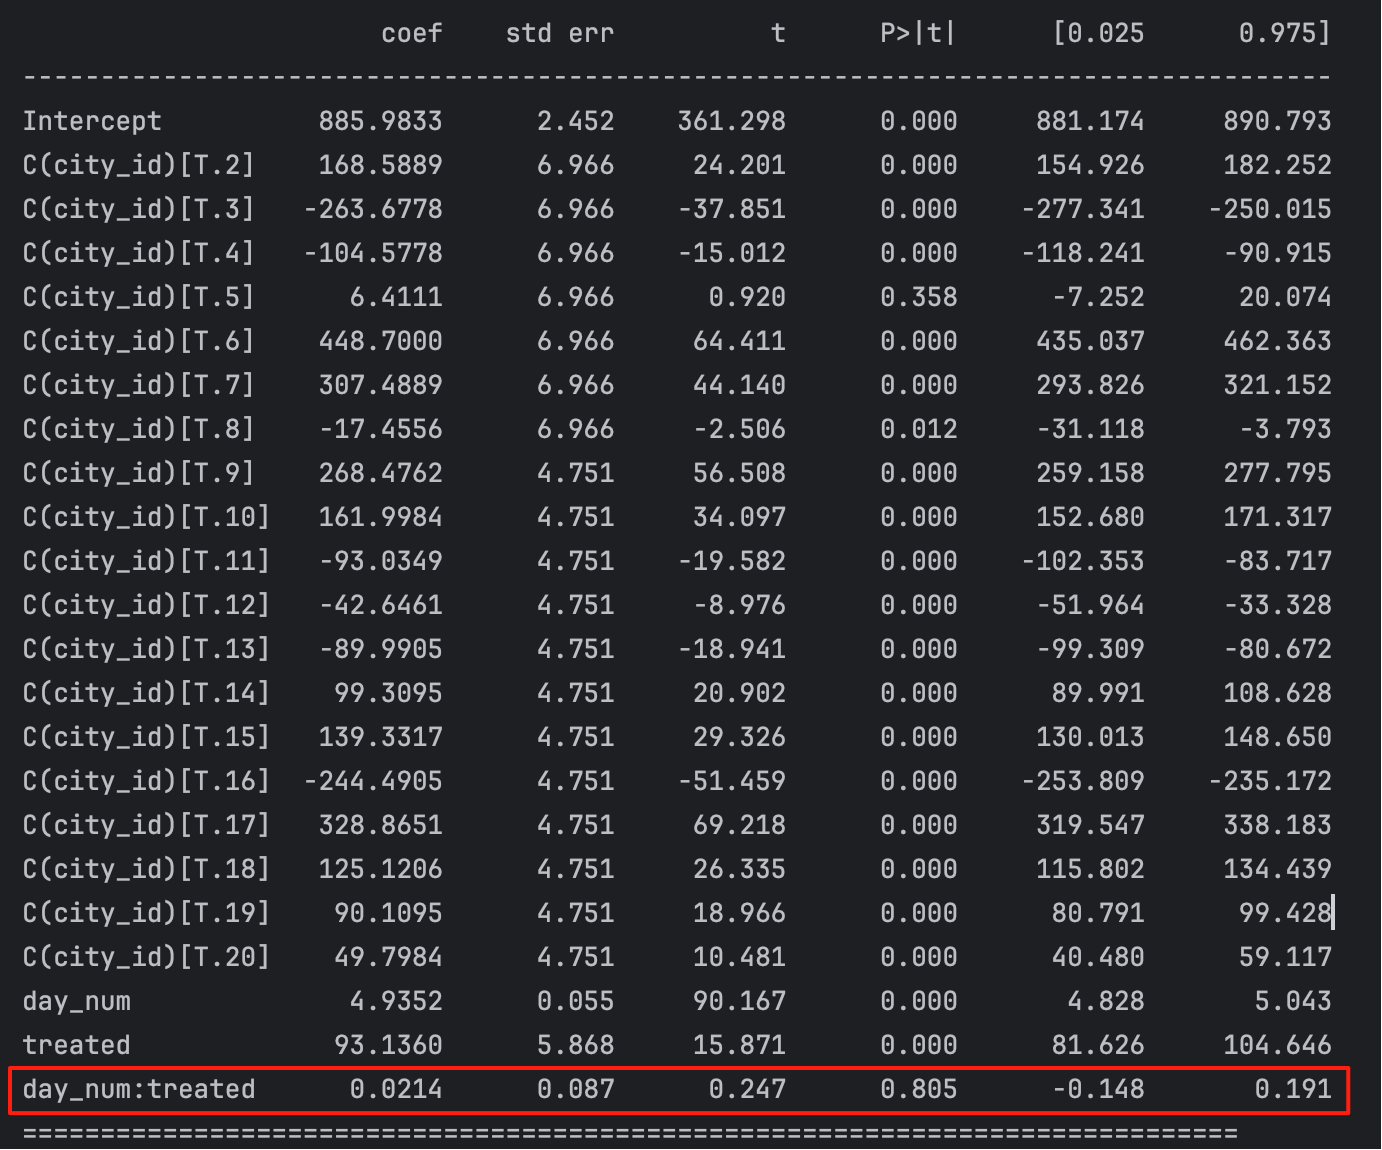 coef std err t P>|t| [0.025 0.975]
-------------------------------------------------------------------------------------
Intercept 885.9833 2.452 361.298 0.000 881.174 890.793
C(city_id)[T.2] 168.5889 6.966 24.201 0.000 154.926 182.252
C(city_id)[T.3] -263.6778 6.966 -37.851 0.000 -277.341 -250.015
C(city_id)[T.4] -104.5778 6.966 -15.012 0.000 -118.241 -90.915
C(city_id)[T.5] 6.4111 6.966 0.920 0.358 -7.252 20.074
C(city_id)[T.6] 448.7000 6.966 64.411 0.000 435.037 462.363
C(city_id)[T.7] 307.4889 6.966 44.140 0.000 293.826 321.152
C(city_id)[T.8] -17.4556 6.966 -2.506 0.012 -31.118 -3.793
C(city_id)[T.9] 268.4762 4.751 56.508 0.000 259.158 277.795
C(city_id)[T.10] 161.9984 4.751 34.097 0.000 152.680 171.317
C(city_id)[T.11] -93.0349 4.751 -19.582 0.000 -102.353 -83.717
C(city_id)[T.12] -42.6461 4.751 -8.976 0.000 -51.964 -33.328
C(city_id)[T.13] -89.9905 4.751 -18.941 0.000 -99.309 -80.672
C(city_id)[T.14] 99.3095 4.751 20.902 0.000 89.991 108.628
C(city_id)[T.15] 139.3317 4.751 29.326 0.000 130.013 148.650
C(city_id)[T.16] -244.4905 4.751 -51.459 0.000 -253.809 -235.172
C(city_id)[T.17] 328.8651 4.751 69.218 0.000 319.547 338.183
C(city_id)[T.18] 125.1206 4.751 26.335 0.000 115.802 134.439
C(city_id)[T.19] 90.1095 4.751 18.966 0.000 80.791 99.428
C(city_id)[T.20] 49.7984 4.751 10.481 0.000 40.480 59.117
day_num 4.9352 0.055 90.167 0.000 4.828 5.043
treated 93.1360 5.868 15.871 0.000 81.626 104.646
day_num:treated 0.0214 0.087 0.247 0.805 -0.148 0.191
==============================================================================